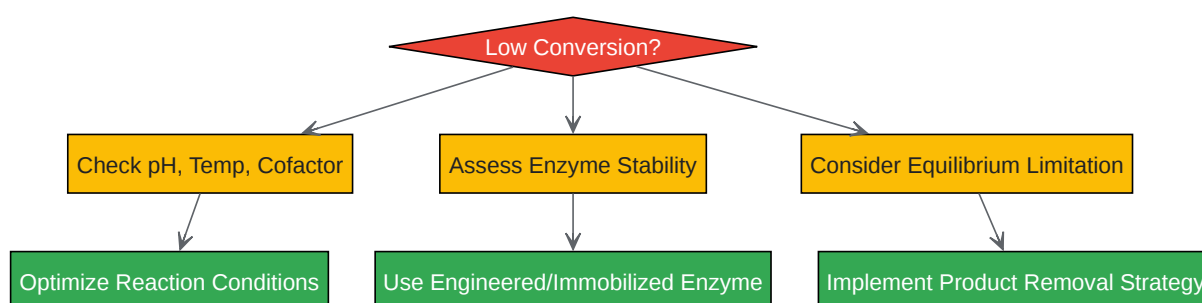 Low Conversion?
Check pH, Temp, Cofactor
Assess Enzyme Stability
Consider Equilibrium Limitation
Optimize Reaction Conditions
Use Engineered/Immobilized Enzyme
Implement Product Removal Strategy